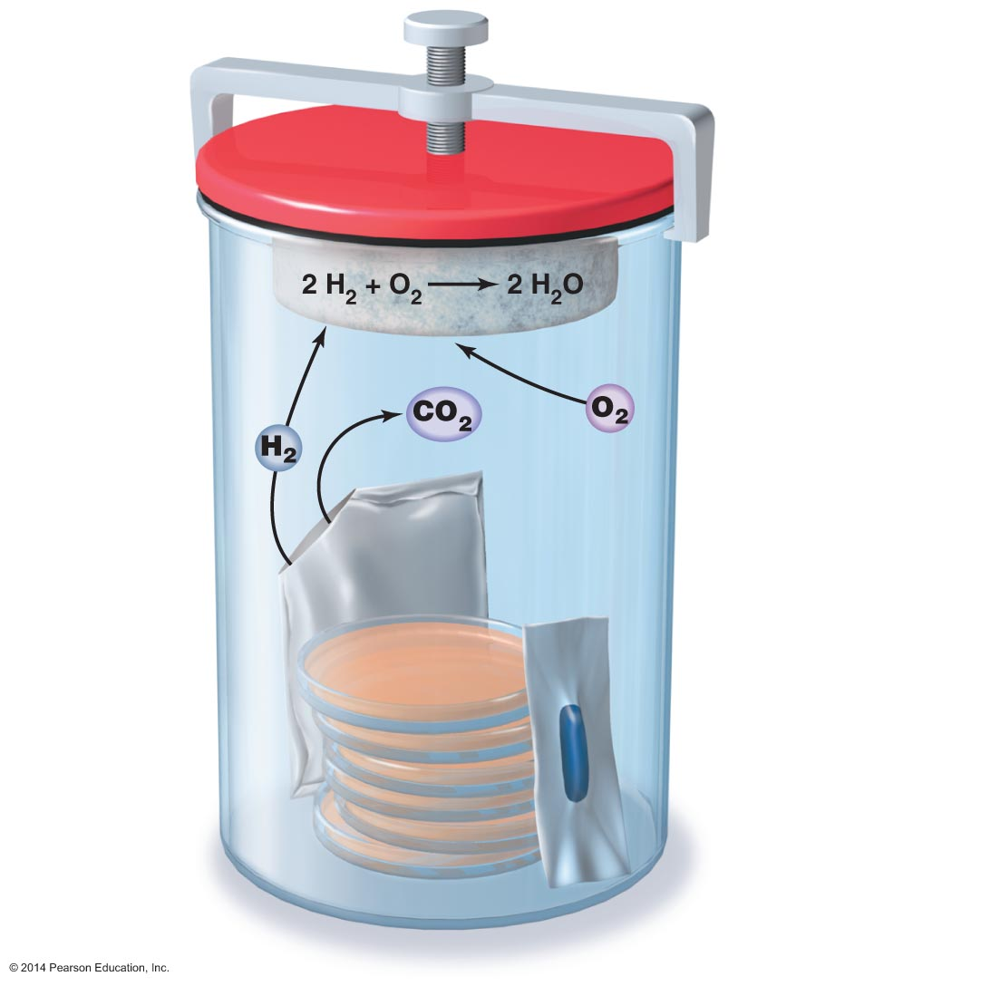 2 H₂ + O₂ ⟶ 2 H₂O
CO₂
O₂
H₂
© 2014 Pearson Education, Inc.